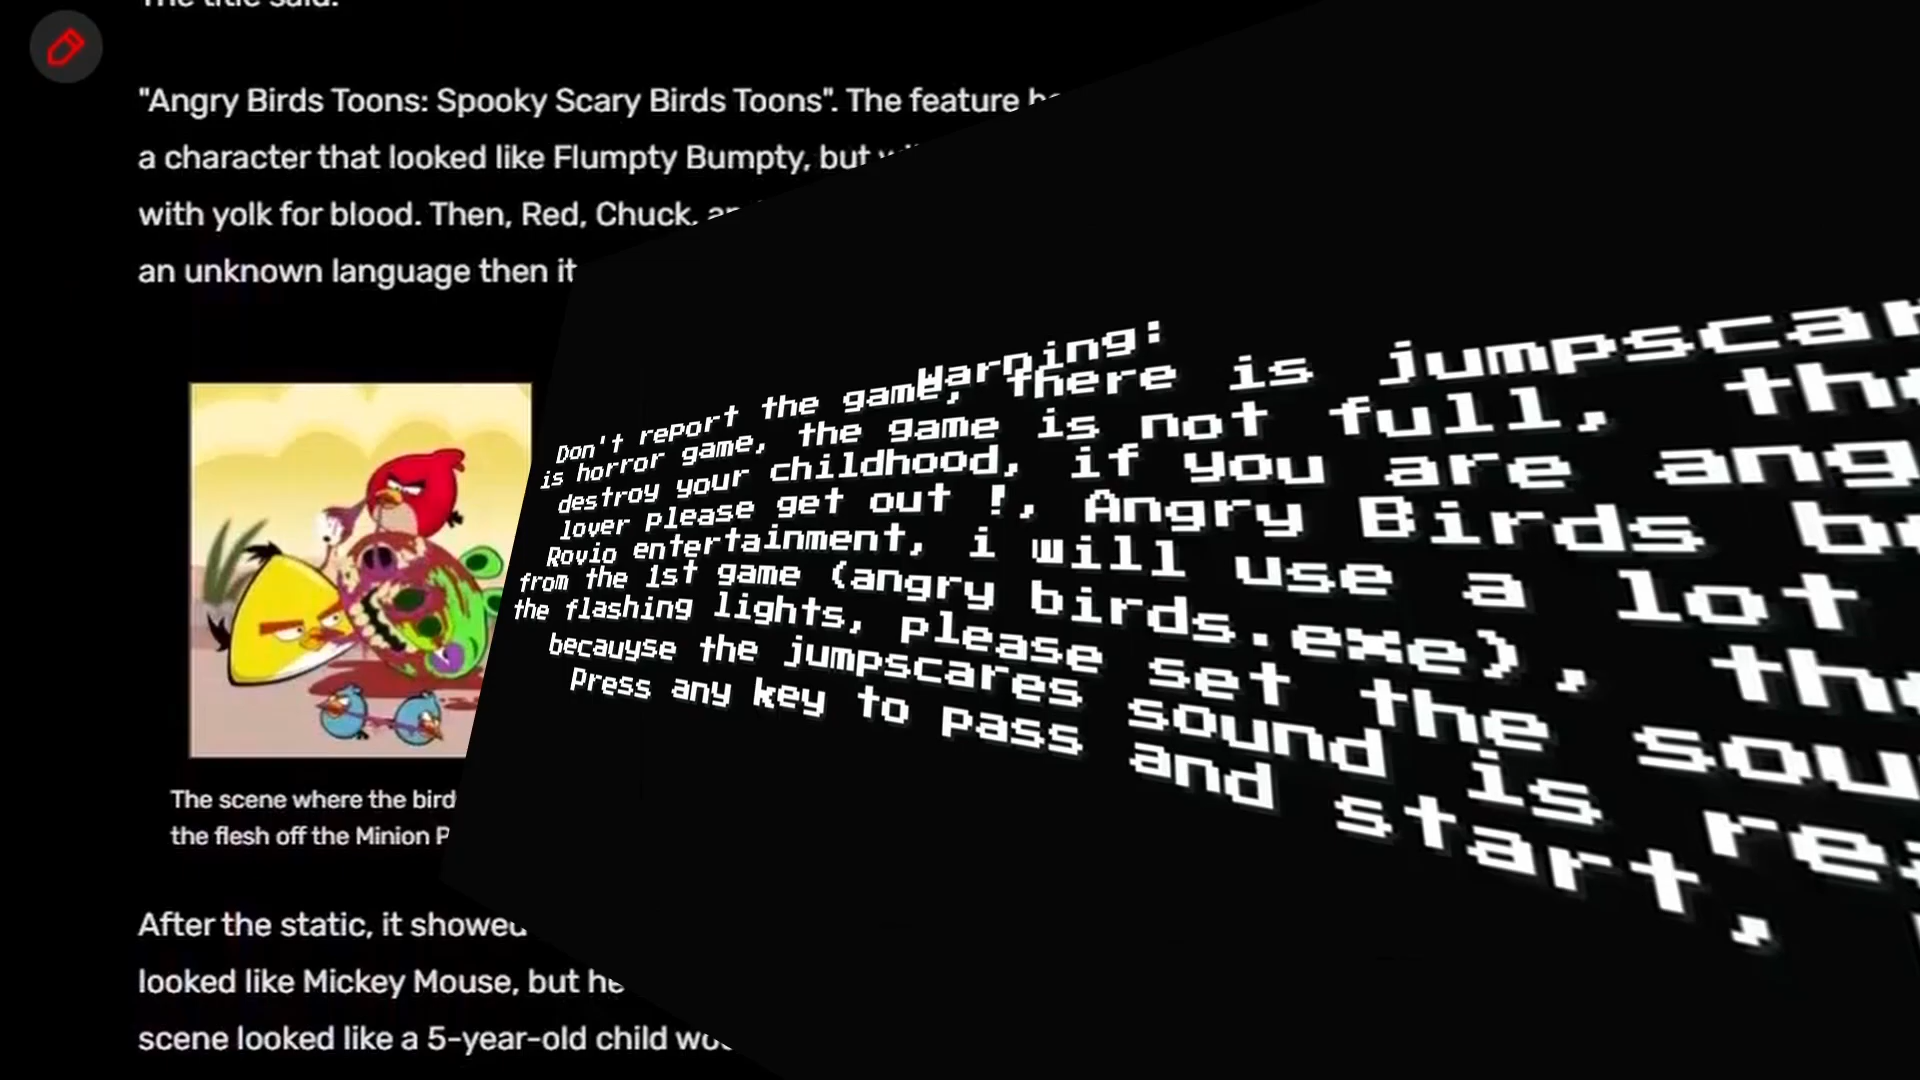 The title said:
"Angry Birds Toons: Spooky Scary Birds Toons". The feature
a character that looked like Flumpty Bumpty, but
with yolk for blood. Then, Red, Chuck,
an unknown language then it
The scene where the bird
the flesh off the Minion
After the static, it showed
looked like Mickey Mouse, but he
scene looked like a 5-year-old child
Warning:
Don't report the game, there is
is horror game, the game is not full,
destroy your childhood, if you are
lover please get out !, Angry Birds
Rovio entertainment, i will use a lot
from the 1st game (angry birds.exe),
the flashing lights, please set the
becauyse the jumpscares sound is
Press any key to pass and start,